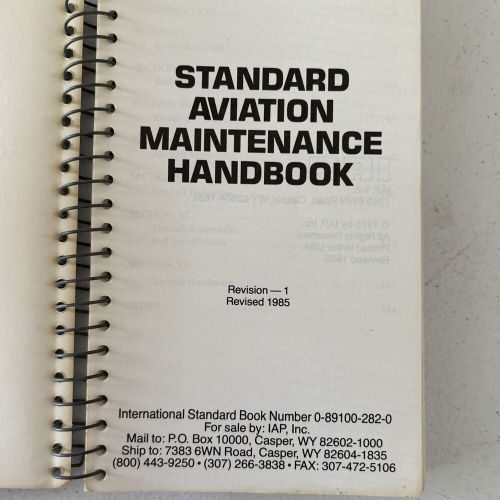 STANDARD
AVIATION
MAINTENANCE
HANDBOOK
Revision — 1
Revised 1985
International Standard Book Number 0-89100-282-0
For sale by: IAP, Inc.
Mail to: P.O. Box 10000, Casper, WY 82602-1000
Ship to: 7383 6WN Road, Casper, WY 82604-1835
(800) 443-9250 • (307) 266-3838 • FAX: 307-472-5106